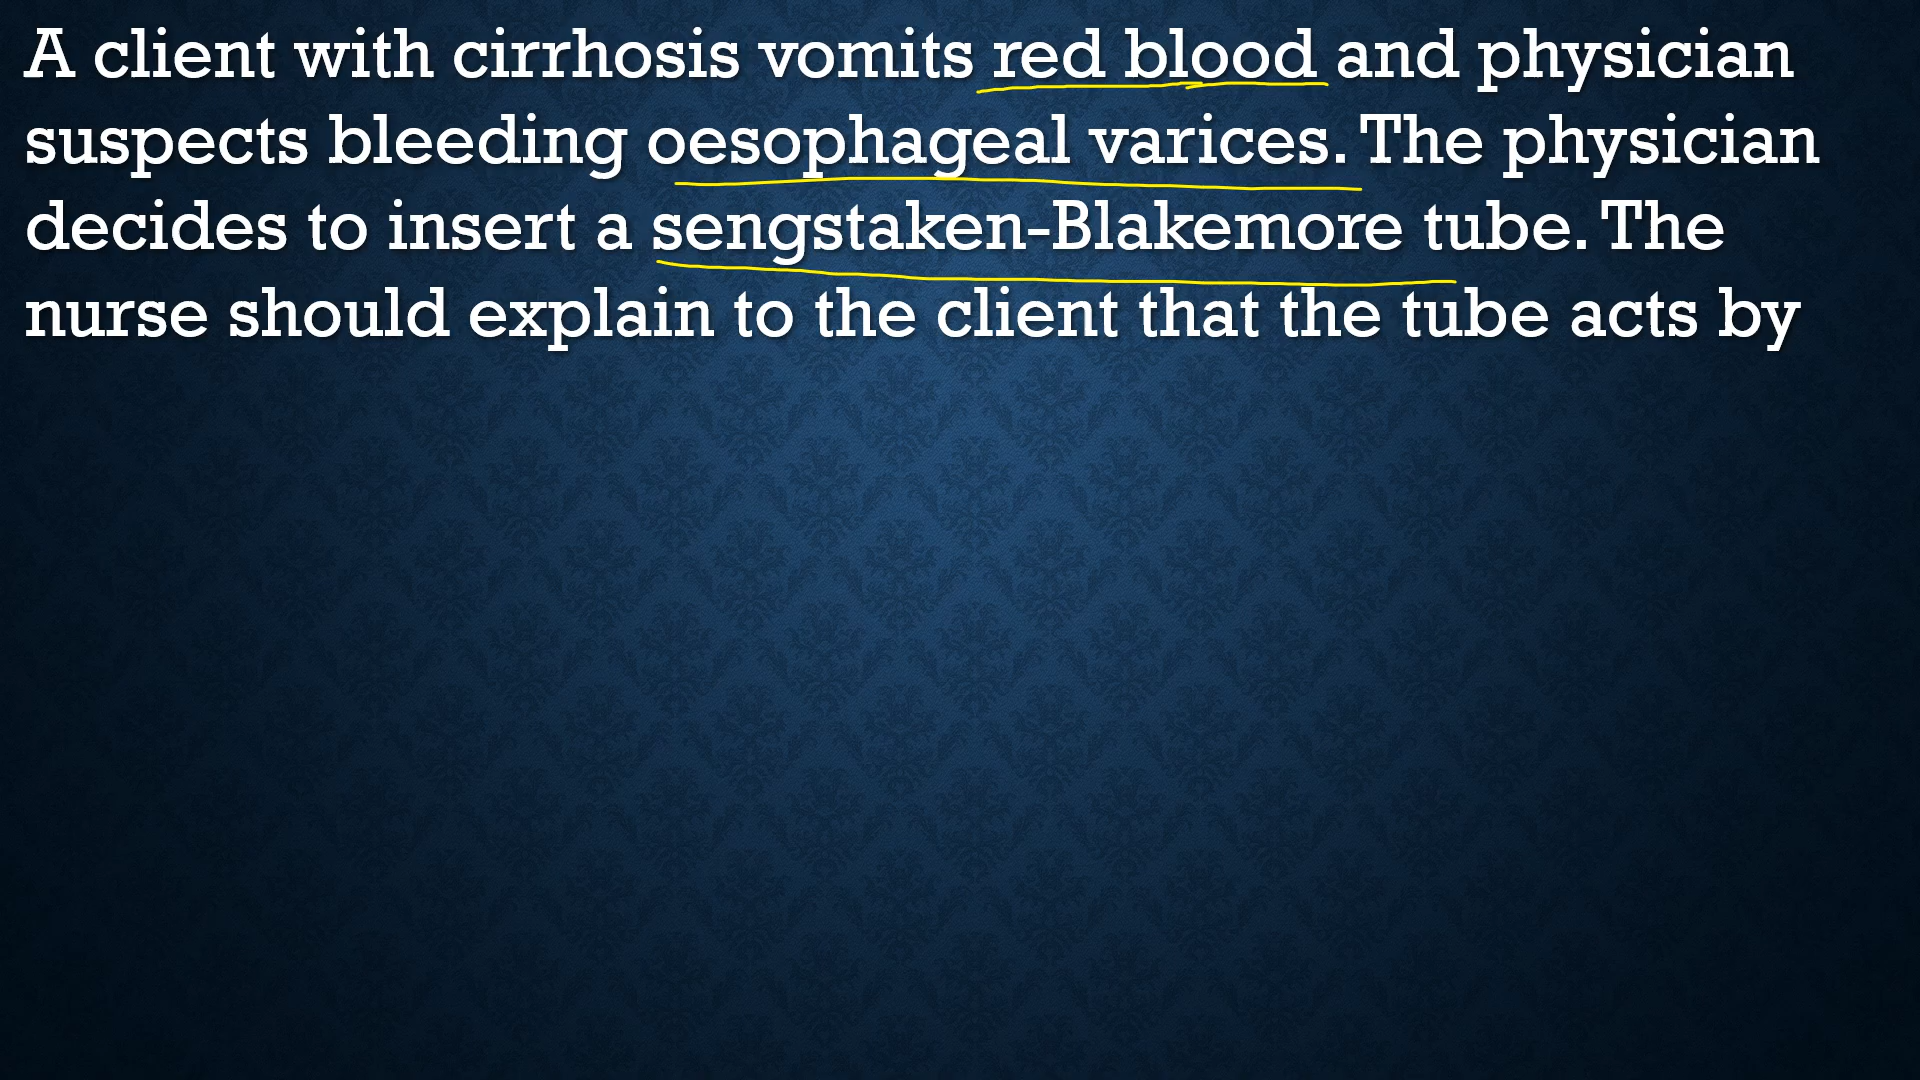 A client with cirrhosis vomits red blood and physician
suspects bleeding oesophageal varices. The physician
decides to insert a sengstaken-Blakemore tube. The
nurse should explain to the client that the tube acts by